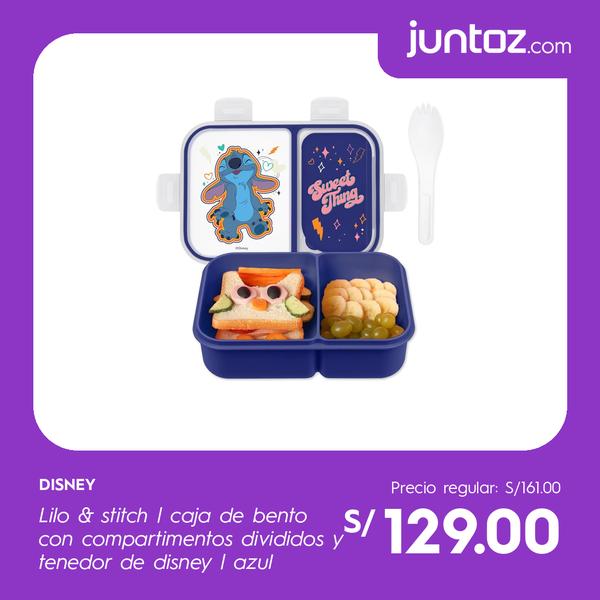 juntoz.com
Sweet
Thing
©Disney
DISNEY
Precio regular: S/161.00
Lilo & stitch | caja de bento
con compartimentos divididos y
tenedor de disney | azul
S/ 129.00